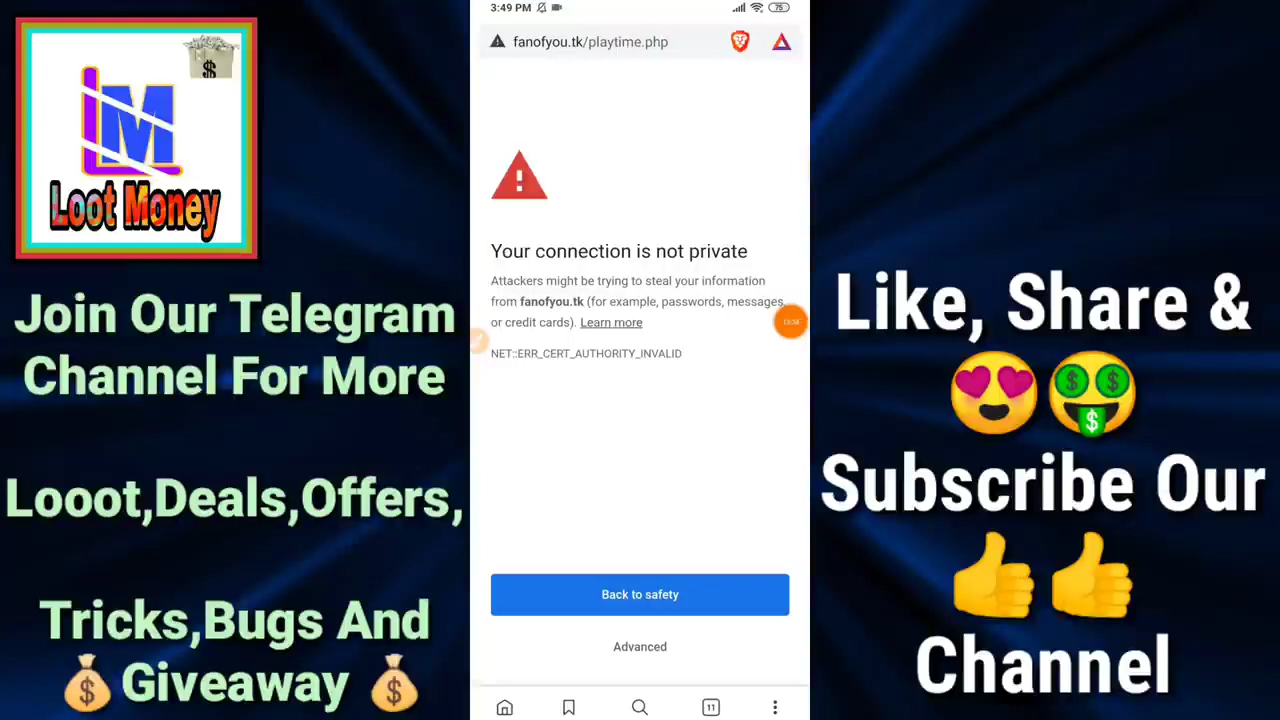 LM
Loot Money
Join Our Telegram
Channel For More
Looot,Deals,Offers,
Tricks,Bugs And
Giveaway
3:49 PM
75
fanofyou.tk/playtime.php
Your connection is not private
Attackers might be trying to steal your information
from fanofyou.tk (for example, passwords, messages,
or credit cards). Learn more
NET::ERR_CERT_AUTHORITY_INVALID
Back to safety
Advanced
11
Like, Share &
Subscribe Our
Channel